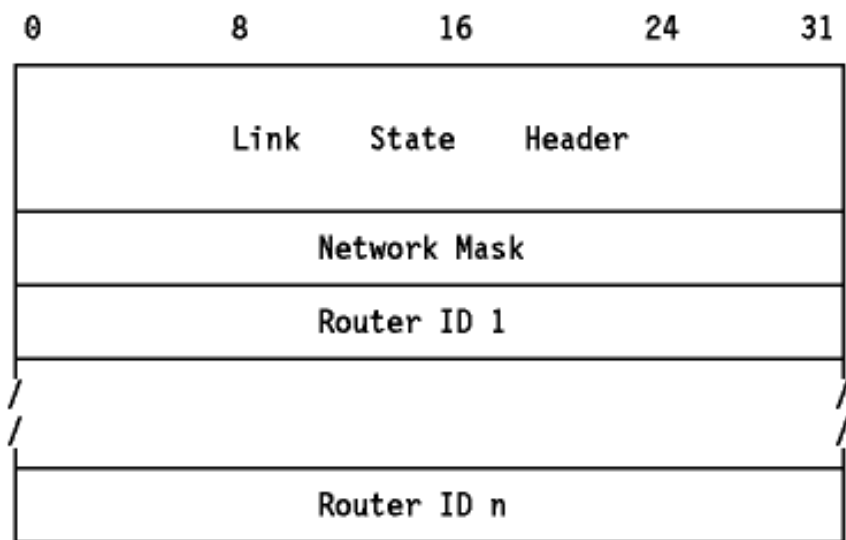 0 8 16 24 31
Link State Header
Network Mask
Router ID 1
/ /
/ /
Router ID n